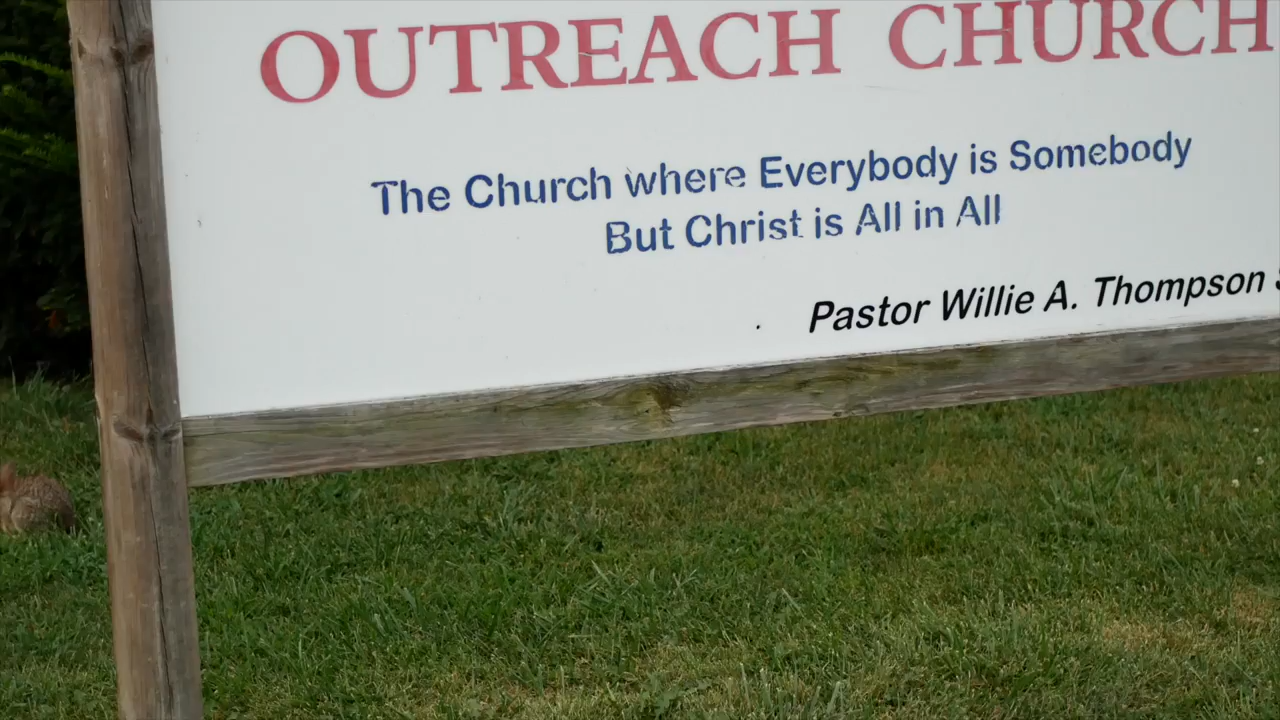 OUTREACH CHURCH
The Church where Everybody is Somebody
But Christ is All in All
Pastor Willie A. Thompson